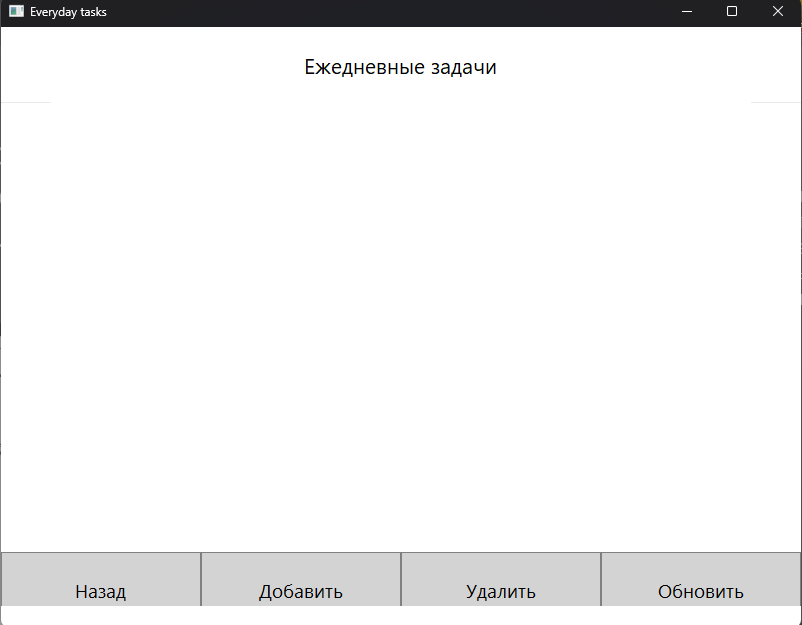 Everyday tasks
Ежедневные задачи
Назад Добавить Удалить Обновить